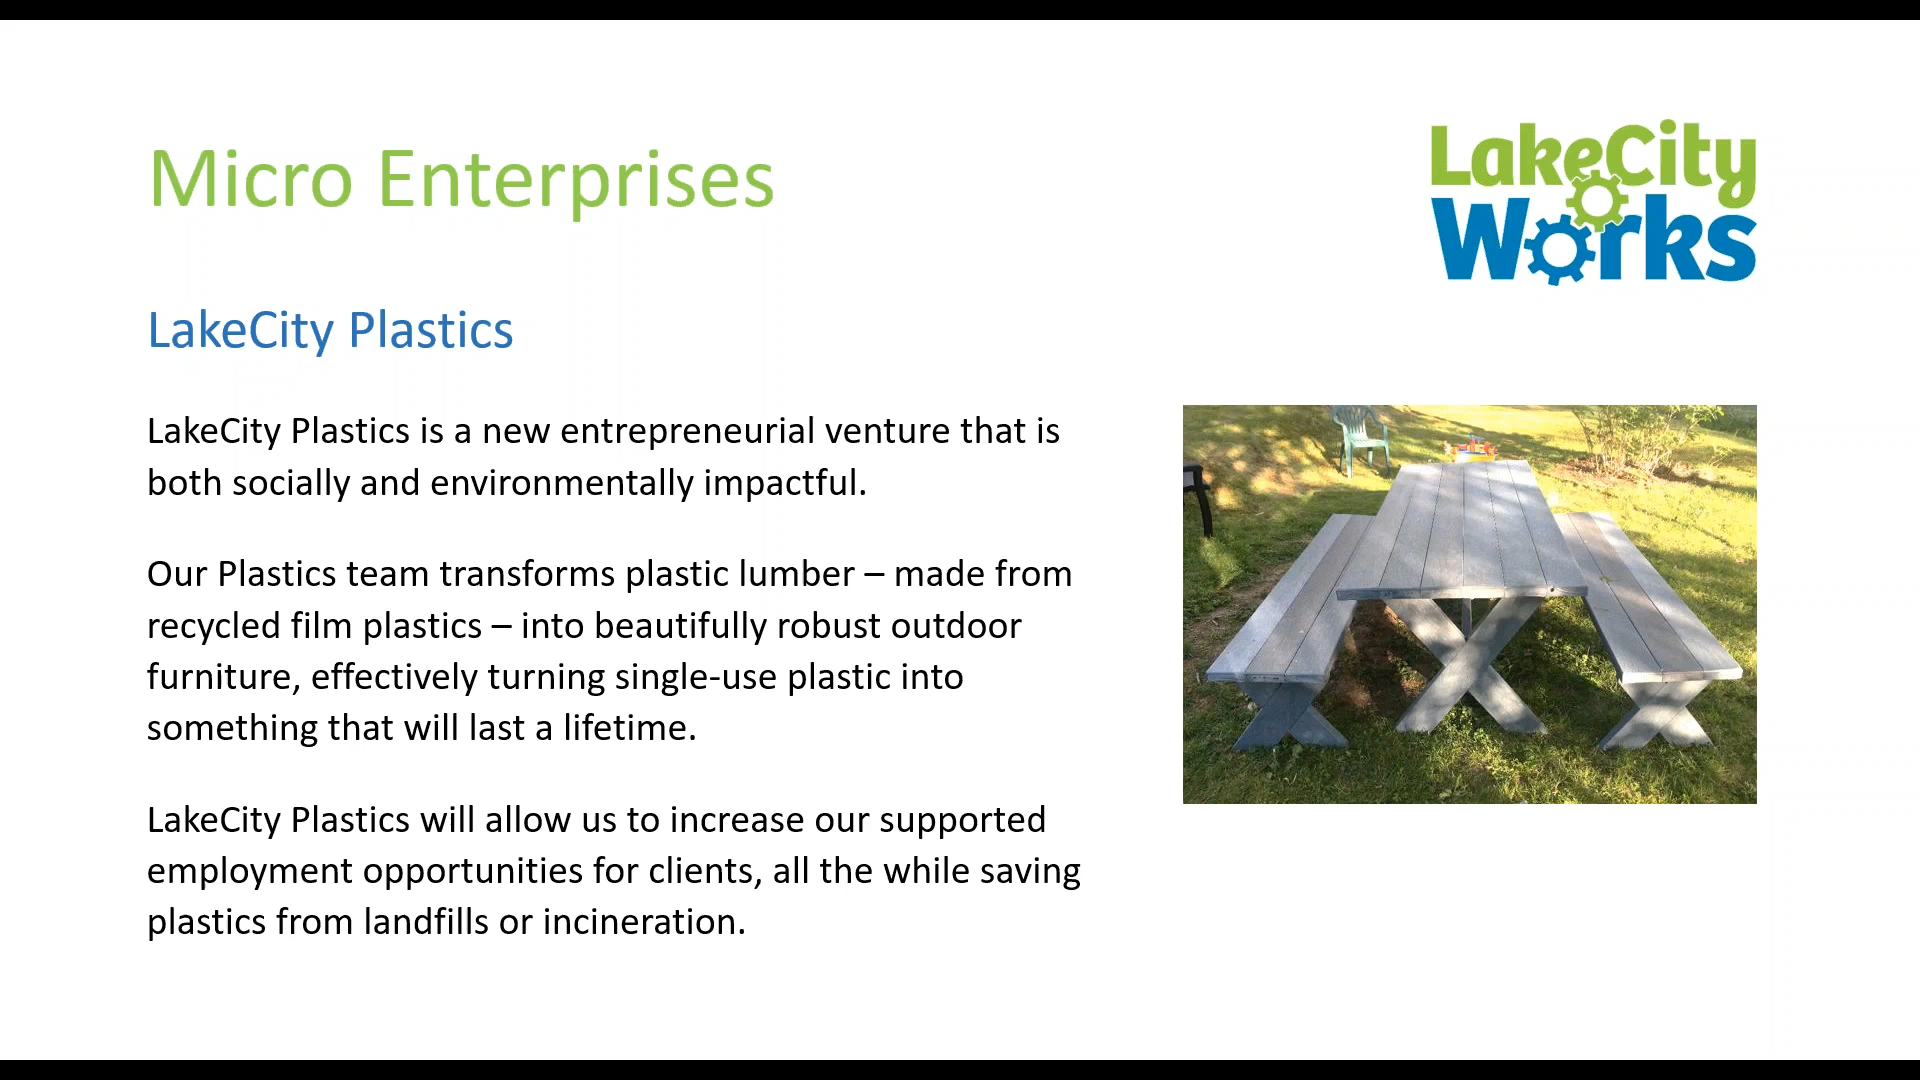 Micro Enterprises
LakeCity
Works
LakeCity Plastics
LakeCity Plastics is a new entrepreneurial venture that is
both socially and environmentally impactful.
Our Plastics team transforms plastic lumber – made from
recycled film plastics – into beautifully robust outdoor
furniture, effectively turning single-use plastic into
something that will last a lifetime.
LakeCity Plastics will allow us to increase our supported
employment opportunities for clients, all the while saving
plastics from landfills or incineration.